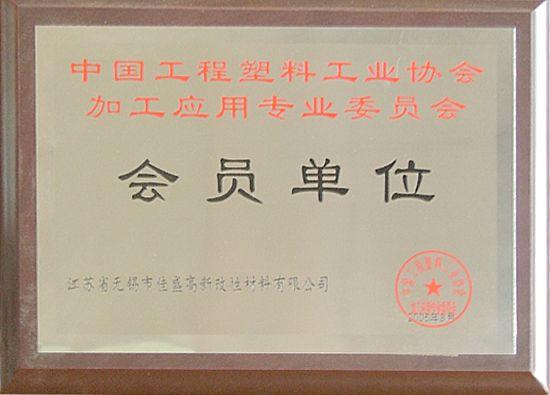 中国工程塑料工业协会
加工应用专业委员会
会员单位
江苏省无锡市佳盛高新改性材料有限公司